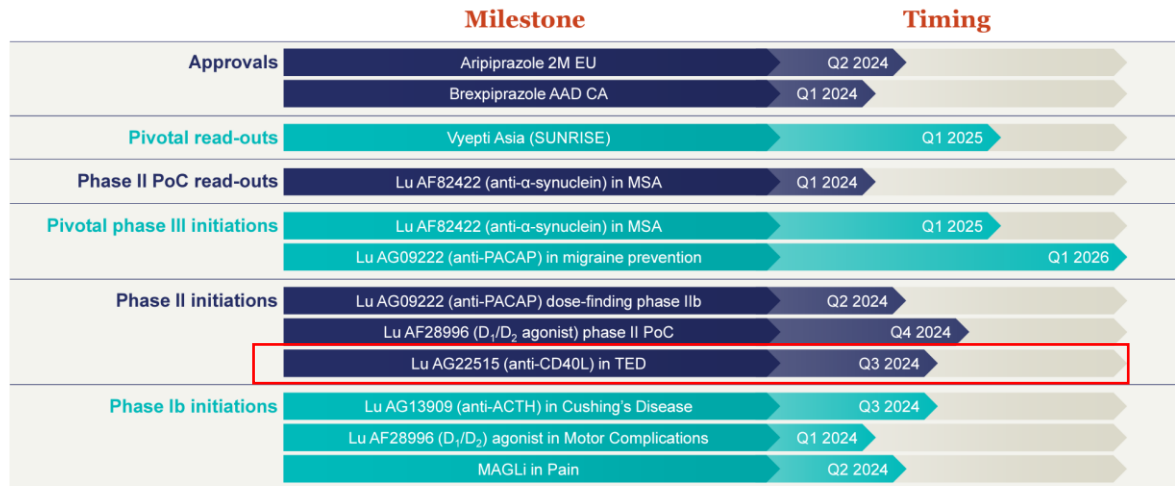 Milestone Timing
Approvals Aripiprazole 2M EU Q2 2024
Brexpiprazole AAD CA Q1 2024
Pivotal read-outs Vyepti Asia (SUNRISE) Q1 2025
Phase II PoC read-outs Lu AF82422 (anti-α-synuclein) in MSA Q1 2024
Pivotal phase III initiations Lu AF82422 (anti-α-synuclein) in MSA Q1 2025
Lu AG09222 (anti-PACAP) in migraine prevention Q1 2026
Phase II initiations Lu AG09222 (anti-PACAP) dose-finding phase IIb Q2 2024
Lu AF28996 (D₁/D₂ agonist) phase II PoC Q4 2024
Lu AG22515 (anti-CD40L) in TED Q3 2024
Phase Ib initiations Lu AG13909 (anti-ACTH) in Cushing's Disease Q3 2024
Lu AF28996 (D₁/D₂) agonist in Motor Complications Q1 2024
MAGLi in Pain Q2 2024